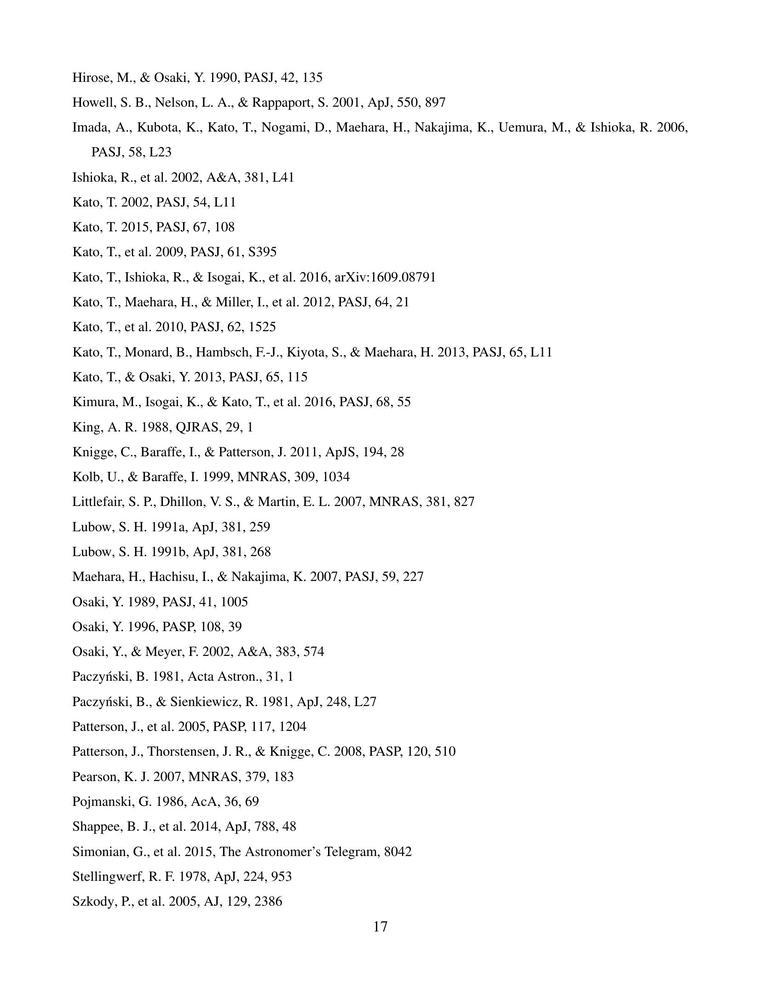 Hirose, M., & Osaki, Y. 1990, PASJ, 42, 135
Howell, S. B., Nelson, L. A., & Rappaport, S. 2001, ApJ, 550, 897
Imada, A., Kubota, K., Kato, T., Nogami, D., Maehara, H., Nakajima, K., Uemura, M., & Ishioka, R. 2006,
PASJ, 58, L23
Ishioka, R., et al. 2002, A&A, 381, L41
Kato, T. 2002, PASJ, 54, L11
Kato, T. 2015, PASJ, 67, 108
Kato, T., et al. 2009, PASJ, 61, S395
Kato, T., Ishioka, R., & Isogai, K., et al. 2016, arXiv:1609.08791
Kato, T., Maehara, H., & Miller, I., et al. 2012, PASJ, 64, 21
Kato, T., et al. 2010, PASJ, 62, 1525
Kato, T., Monard, B., Hambsch, F.-J., Kiyota, S., & Maehara, H. 2013, PASJ, 65, L11
Kato, T., & Osaki, Y. 2013, PASJ, 65, 115
Kimura, M., Isogai, K., & Kato, T., et al. 2016, PASJ, 68, 55
King, A. R. 1988, QJRAS, 29, 1
Knigge, C., Baraffe, I., & Patterson, J. 2011, ApJS, 194, 28
Kolb, U., & Baraffe, I. 1999, MNRAS, 309, 1034
Littlefair, S. P., Dhillon, V. S., & Martin, E. L. 2007, MNRAS, 381, 827
Lubow, S. H. 1991a, ApJ, 381, 259
Lubow, S. H. 1991b, ApJ, 381, 268
Maehara, H., Hachisu, I., & Nakajima, K. 2007, PASJ, 59, 227
Osaki, Y. 1989, PASJ, 41, 1005
Osaki, Y. 1996, PASP, 108, 39
Osaki, Y., & Meyer, F. 2002, A&A, 383, 574
Paczyński, B. 1981, Acta Astron., 31, 1
Paczyński, B., & Sienkiewicz, R. 1981, ApJ, 248, L27
Patterson, J., et al. 2005, PASP, 117, 1204
Patterson, J., Thorstensen, J. R., & Knigge, C. 2008, PASP, 120, 510
Pearson, K. J. 2007, MNRAS, 379, 183
Pojmanski, G. 1986, AcA, 36, 69
Shappee, B. J., et al. 2014, ApJ, 788, 48
Simonian, G., et al. 2015, The Astronomer's Telegram, 8042
Stellingwerf, R. F. 1978, ApJ, 224, 953
Szkody, P., et al. 2005, AJ, 129, 2386
17